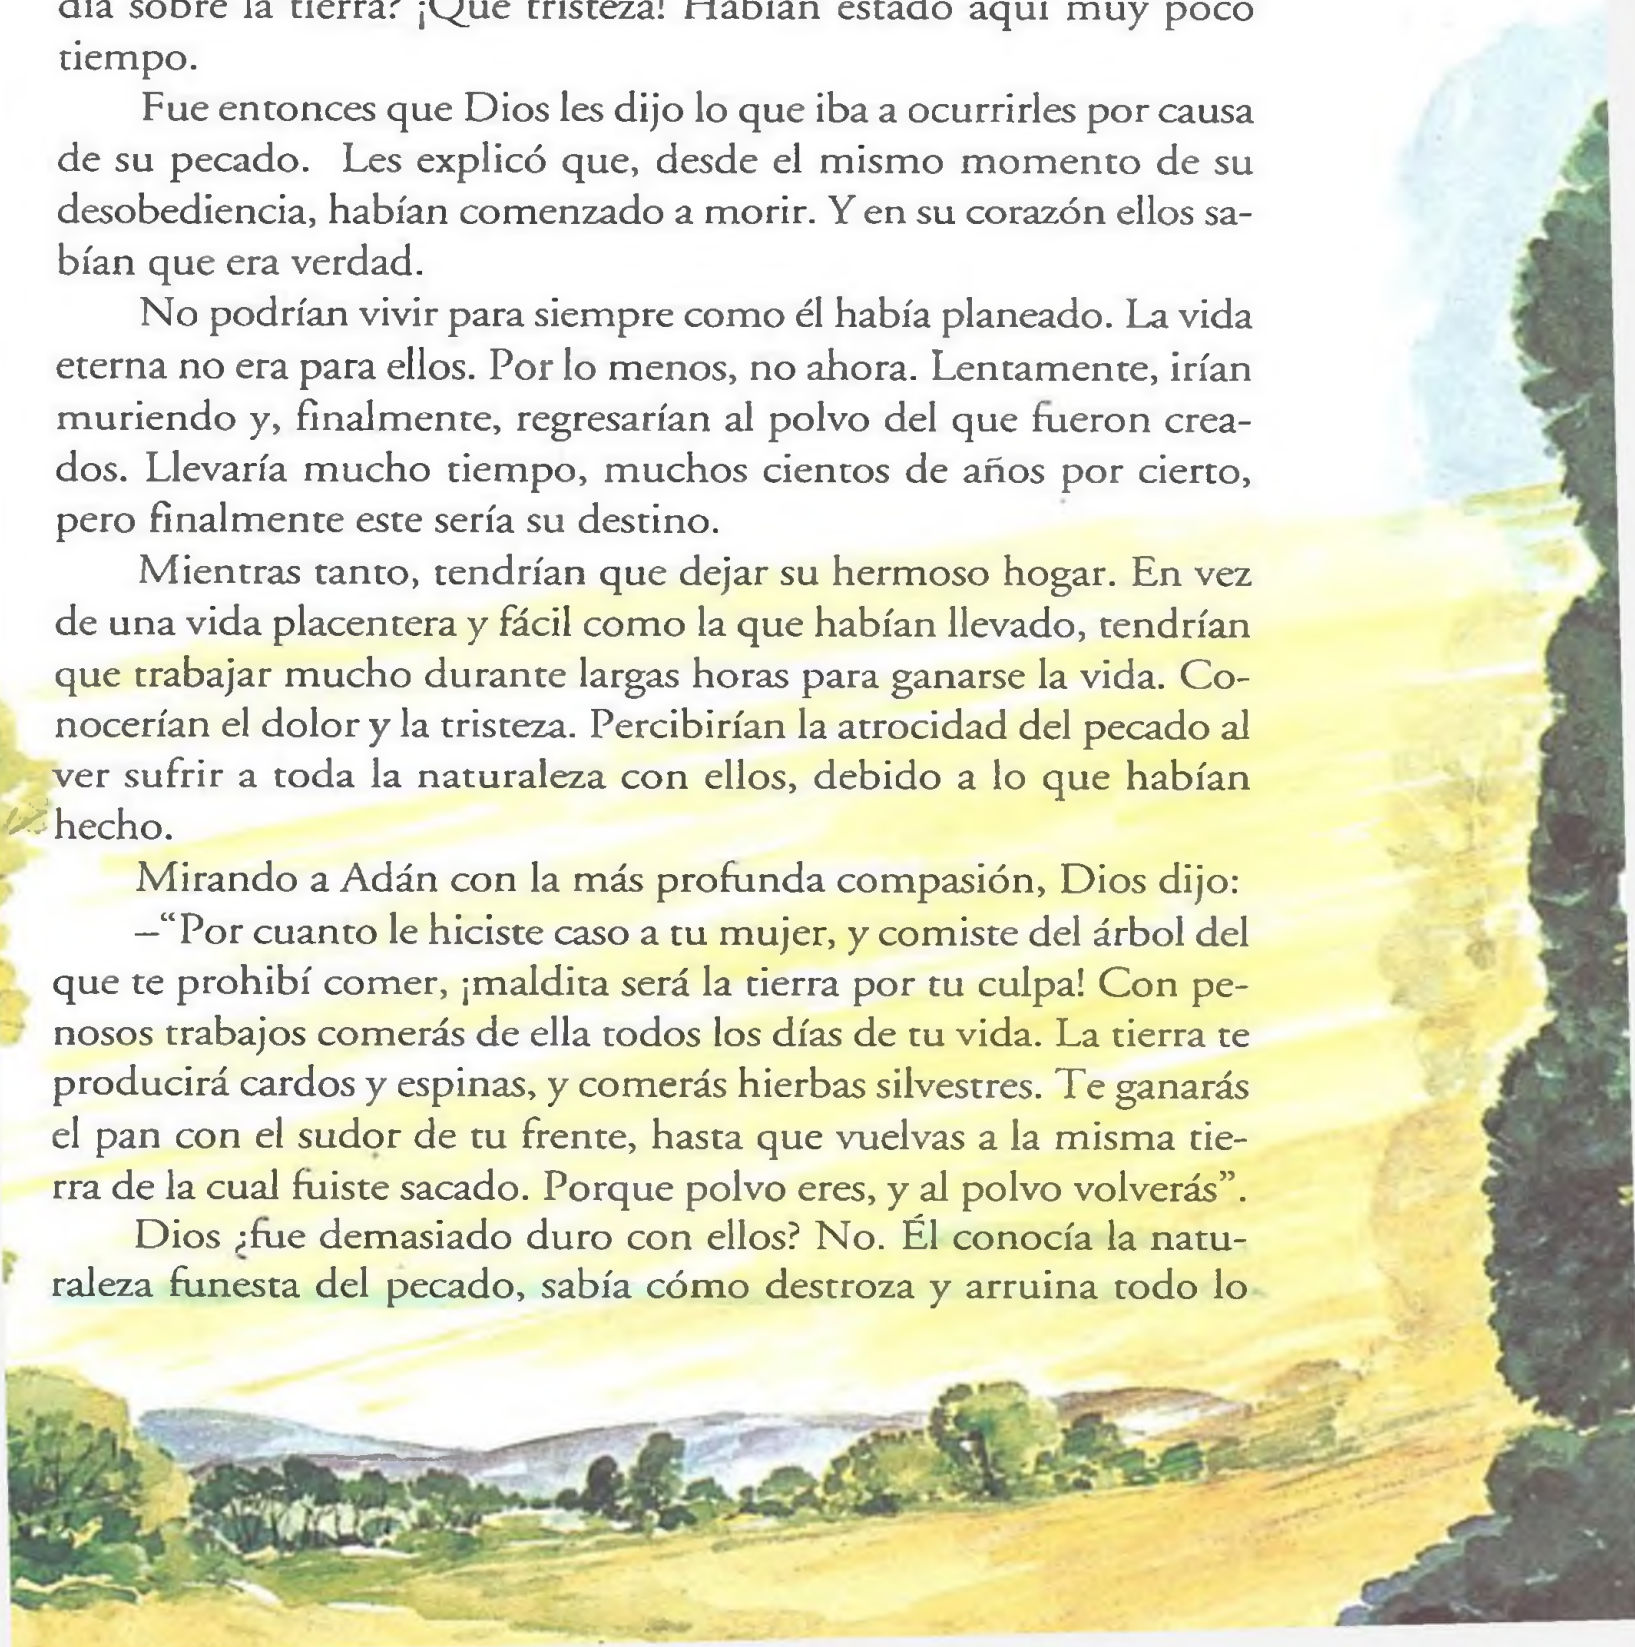 día sobre la tierra? ¡Qué tristeza! Habían estado aquí muy poco
tiempo.
Fue entonces que Dios les dijo lo que iba a ocurrirles por causa
de su pecado. Les explicó que, desde el mismo momento de su
desobediencia, habían comenzado a morir. Y en su corazón ellos sa-
bían que era verdad.
No podrían vivir para siempre como él había planeado. La vida
eterna no era para ellos. Por lo menos, no ahora. Lentamente, irían
muriendo y, finalmente, regresarían al polvo del que fueron crea-
dos. Llevaría mucho tiempo, muchos cientos de años por cierto,
pero finalmente este sería su destino.
Mientras tanto, tendrían que dejar su hermoso hogar. En vez
de una vida placentera y fácil como la que habían llevado, tendrían
que trabajar mucho durante largas horas para ganarse la vida. Co-
nocerían el dolor y la tristeza. Percibirían la atrocidad del pecado al
ver sufrir a toda la naturaleza con ellos, debido a lo que habían
hecho.
Mirando a Adán con la más profunda compasión, Dios dijo:
–“Por cuanto le hiciste caso a tu mujer, y comiste del árbol del
que te prohibí comer, ¡maldita será la tierra por tu culpa! Con pe-
nosos trabajos comerás de ella todos los días de tu vida. La tierra te
producirá cardos y espinas, y comerás hierbas silvestres. Te ganarás
el pan con el sudor de tu frente, hasta que vuelvas a la misma tie-
rra de la cual fuiste sacado. Porque polvo eres, y al polvo volverás”.
Dios ¿fue demasiado duro con ellos? No. Él conocía la natu-
raleza funesta del pecado, sabía cómo destroza y arruina todo lo